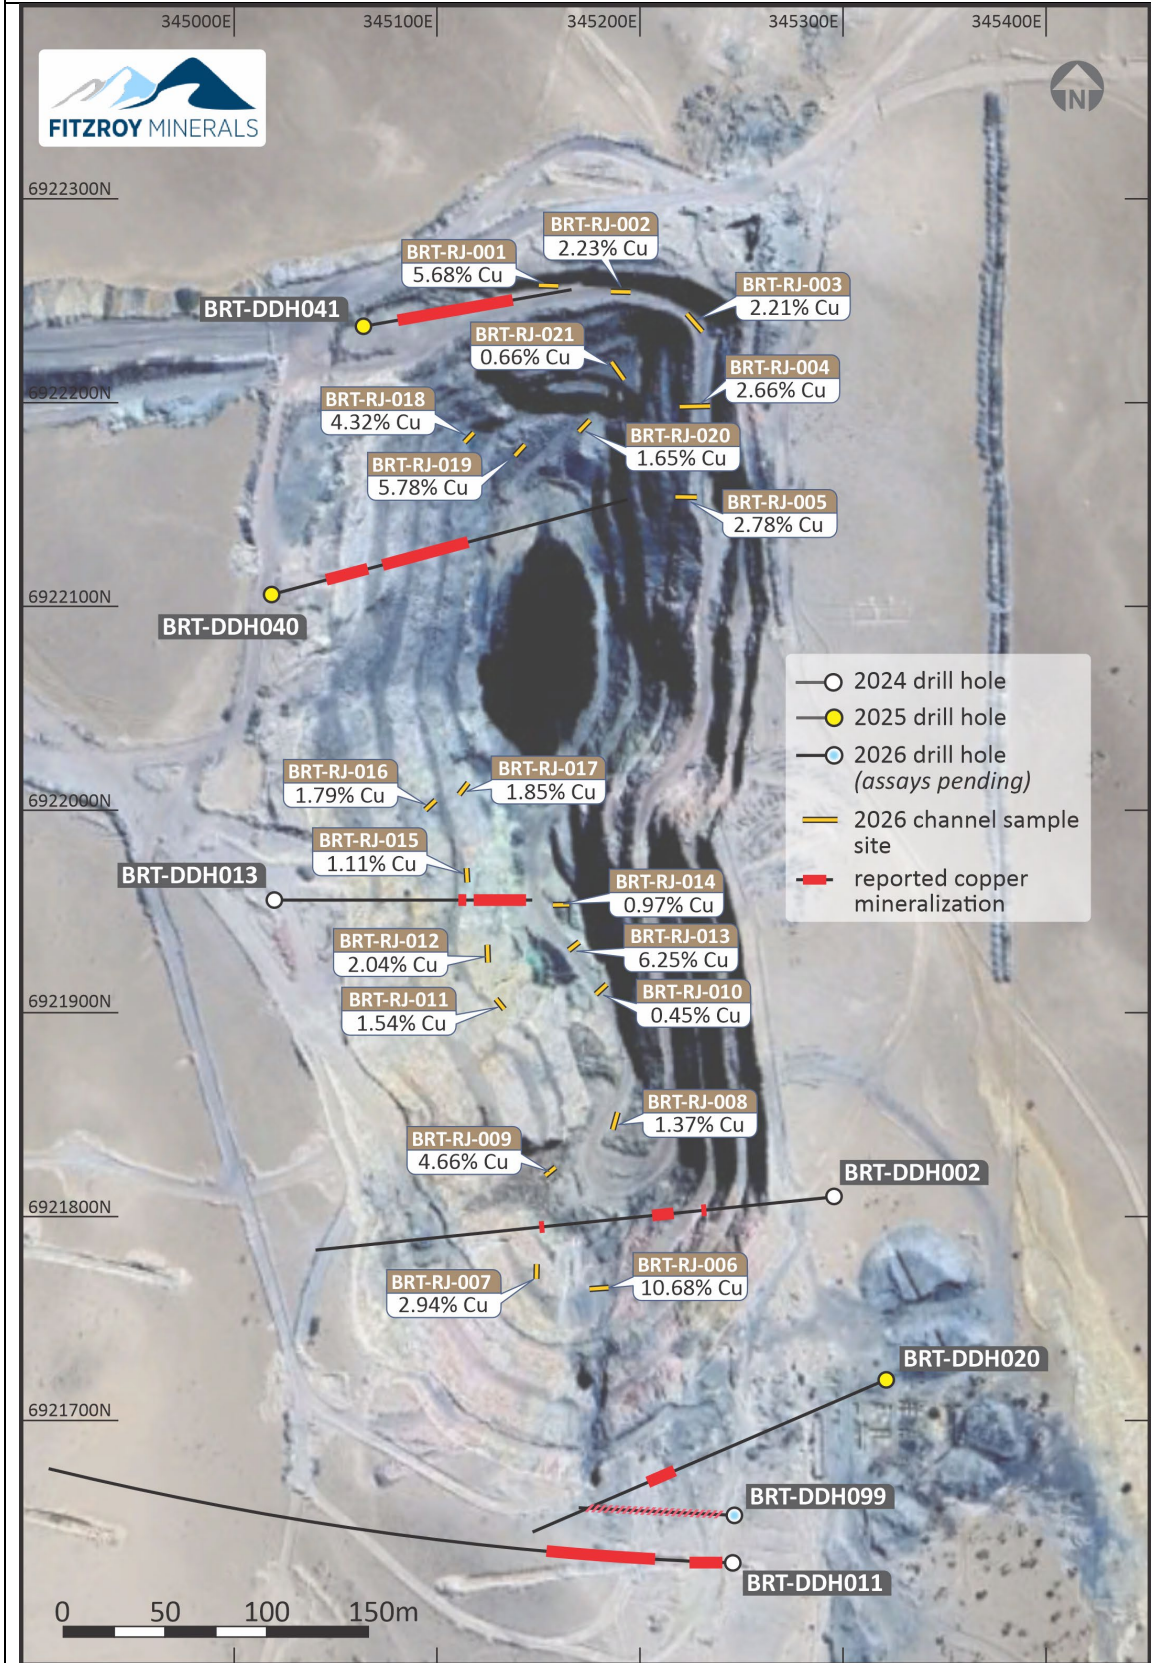 345000E
345100E
345200E
345300E
345400E
FITZROY MINERALS
N
6922300N
BRT-RJ-002
2.23% Cu
BRT-RJ-001
5.68% Cu
BRT-RJ-003
2.21% Cu
BRT-DDH041
BRT-RJ-021
0.66% Cu
BRT-RJ-004
2.66% Cu
6922200N
BRT-RJ-018
4.32% Cu
BRT-RJ-020
1.65% Cu
BRT-RJ-019
5.78% Cu
BRT-RJ-005
2.78% Cu
6922100N
BRT-DDH040
2024 drill hole
2025 drill hole
2026 drill hole
(assays pending)
2026 channel sample
site
reported copper
mineralization
BRT-RJ-016
1.79% Cu
BRT-RJ-017
1.85% Cu
6922000N
BRT-RJ-015
1.11% Cu
BRT-DDH013
BRT-RJ-014
0.97% Cu
BRT-RJ-012
2.04% Cu
BRT-RJ-013
6.25% Cu
BRT-RJ-011
1.54% Cu
BRT-RJ-010
0.45% Cu
6921900N
BRT-RJ-008
1.37% Cu
BRT-RJ-009
4.66% Cu
BRT-DDH002
6921800N
BRT-RJ-007
2.94% Cu
BRT-RJ-006
10.68% Cu
BRT-DDH020
6921700N
BRT-DDH099
BRT-DDH011
0 50 100 150m